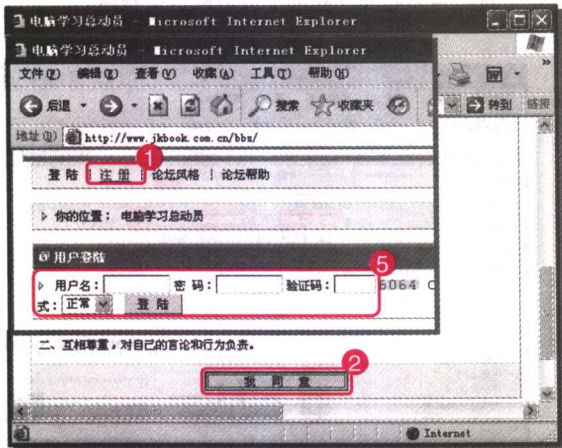 电脑学习总动员 - Microsoft Internet Explorer
电脑学习总动员 - Microsoft Internet Explorer
文件(F) 编辑(E) 查看(V) 收藏(A) 工具(T) 帮助(H)
»
后退 搜索 收藏夹 转到 链接
地址(D) http://www.jkbook.com.cn/bbs/
1
登 陆 | 注 册 | 论坛风格 | 论坛帮助
你的位置: 电脑学习总动员
用户登陆
5
用户名: 密 码: 验证码: 6064
式: 正常 登 陆
二、互相尊重,对自己的言论和行为负责。
2
我 同 意
Internet